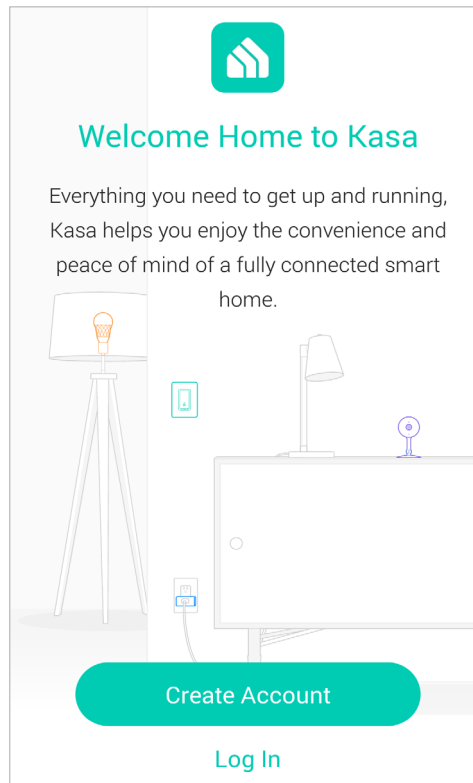 Welcome Home to Kasa
Everything you need to get up and running,
Kasa helps you enjoy the convenience and
peace of mind of a fully connected smart
home.
Create Account
Log In